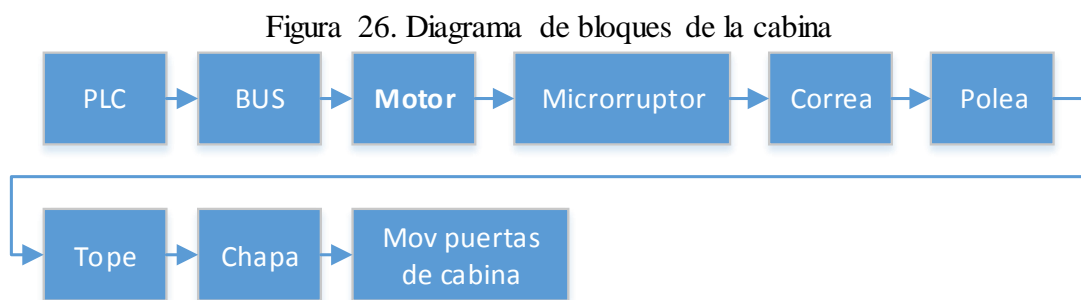 Figura 26. Diagrama de bloques de la cabina
PLC
BUS
Motor
Microrruptor
Correa
Polea
Tope
Chapa
Mov puertas
de cabina